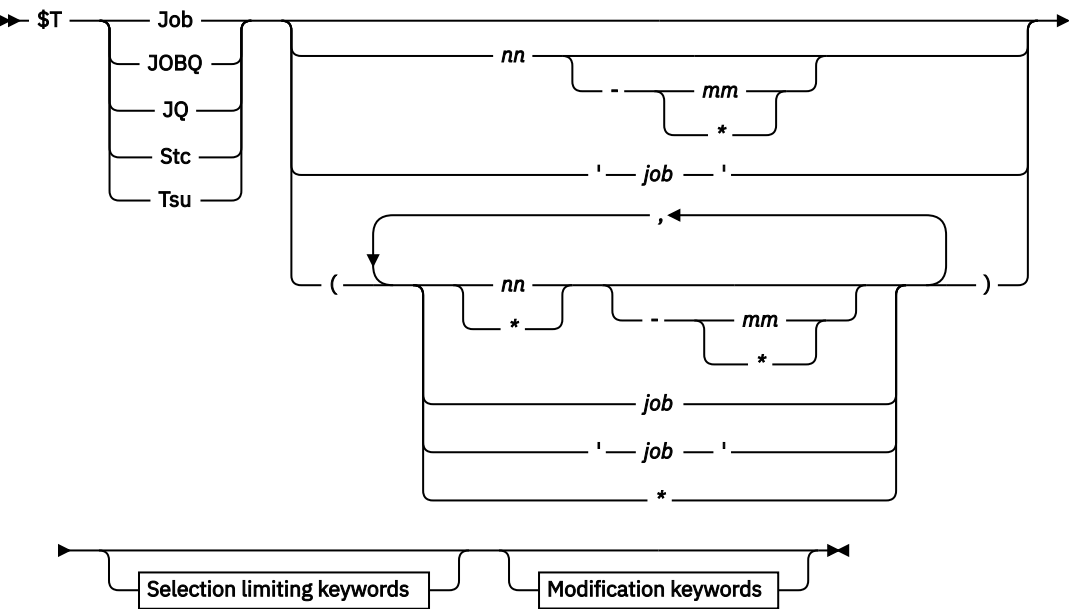 $T Job
JOBQ
JQ
Stc
Tsu
nn
- mm
*
' job '
,
( nn )
* - mm
*
job
' job '
*
Selection limiting keywords Modification keywords